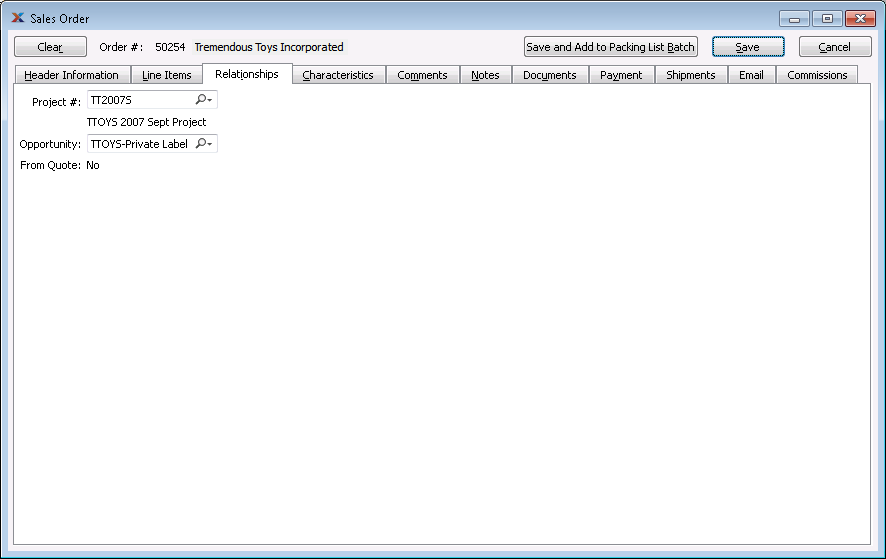 Sales Order
Clear Order #: 50254 Tremendous Toys Incorporated Save and Add to Packing List Batch Save Cancel
Header Information Line Items Relationships Characteristics Comments Notes Documents Payment Shipments Email Commissions
Project #: TT2007S
TTOYS 2007 Sept Project
Opportunity: TTOYS-Private Label
From Quote: No